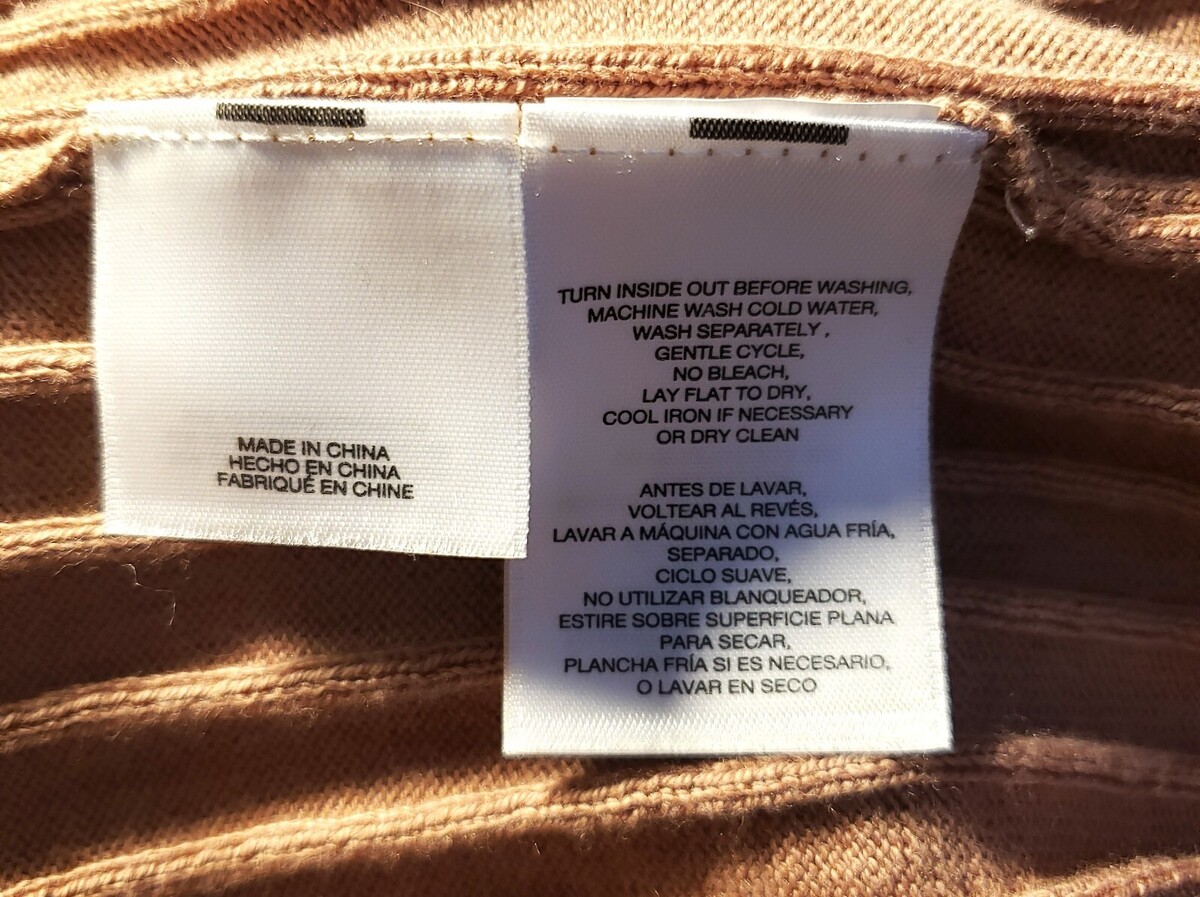 MADE IN CHINA
HECHO EN CHINA
FABRIQUÉ EN CHINE
TURN INSIDE OUT BEFORE WASHING,
MACHINE WASH COLD WATER,
WASH SEPARATELY ,
GENTLE CYCLE,
NO BLEACH,
LAY FLAT TO DRY,
COOL IRON IF NECESSARY
OR DRY CLEAN
ANTES DE LAVAR,
VOLTEAR AL REVÉS,
LAVAR A MÁQUINA CON AGUA FRÍA,
SEPARADO,
CICLO SUAVE,
NO UTILIZAR BLANQUEADOR,
ESTIRE SOBRE SUPERFICIE PLANA
PARA SECAR,
PLANCHA FRÍA SI ES NECESARIO,
O LAVAR EN SECO